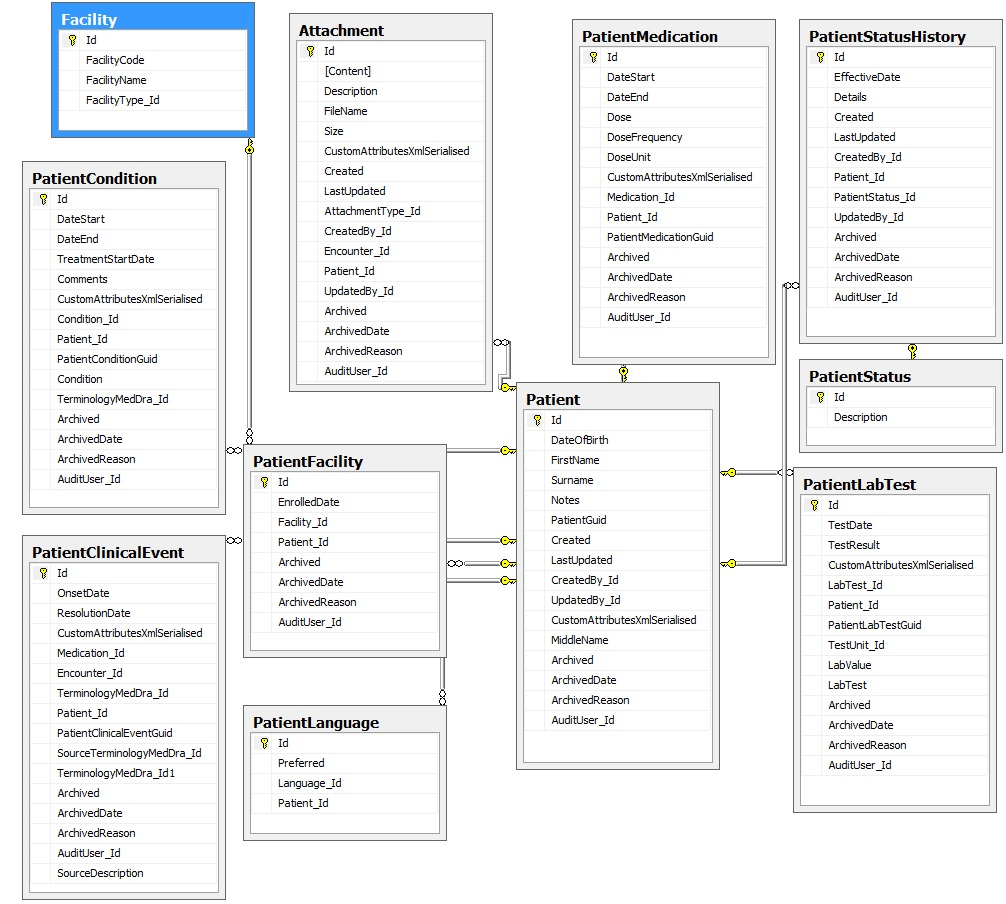 Facility
Id
FacilityCode
FacilityName
FacilityType_Id
Attachment
Id
[Content]
Description
FileName
Size
CustomAttributesXmlSerialised
Created
LastUpdated
AttachmentType_Id
CreatedBy_Id
Encounter_Id
Patient_Id
UpdatedBy_Id
Archived
ArchivedDate
ArchivedReason
AuditUser_Id
PatientMedication
Id
DateStart
DateEnd
Dose
DoseFrequency
DoseUnit
CustomAttributesXmlSerialised
Medication_Id
Patient_Id
PatientMedicationGuid
Archived
ArchivedDate
ArchivedReason
AuditUser_Id
PatientStatusHistory
Id
EffectiveDate
Details
Created
LastUpdated
CreatedBy_Id
Patient_Id
PatientStatus_Id
UpdatedBy_Id
Archived
ArchivedDate
ArchivedReason
AuditUser_Id
PatientCondition
Id
DateStart
DateEnd
TreatmentStartDate
Comments
CustomAttributesXmlSerialised
Condition_Id
Patient_Id
PatientConditionGuid
Condition
TerminologyMedDra_Id
Archived
ArchivedDate
ArchivedReason
AuditUser_Id
PatientStatus
Id
Description
Patient
Id
DateOfBirth
FirstName
Surname
Notes
PatientGuid
Created
LastUpdated
CreatedBy_Id
UpdatedBy_Id
CustomAttributesXmlSerialised
MiddleName
Archived
ArchivedDate
ArchivedReason
AuditUser_Id
PatientFacility
Id
EnrolledDate
Facility_Id
Patient_Id
Archived
ArchivedDate
ArchivedReason
AuditUser_Id
PatientLabTest
Id
TestDate
TestResult
CustomAttributesXmlSerialised
LabTest_Id
Patient_Id
PatientLabTestGuid
TestUnit_Id
LabValue
LabTest
Archived
ArchivedDate
ArchivedReason
AuditUser_Id
PatientClinicalEvent
Id
OnsetDate
ResolutionDate
CustomAttributesXmlSerialised
Medication_Id
Encounter_Id
TerminologyMedDra_Id
Patient_Id
PatientClinicalEventGuid
SourceTerminologyMedDra_Id
TerminologyMedDra_Id1
Archived
ArchivedDate
ArchivedReason
AuditUser_Id
SourceDescription
PatientLanguage
Id
Preferred
Language_Id
Patient_Id